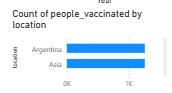 Year
Count of people_vaccinated by
location
location
Argentina
Asia
0K
1K